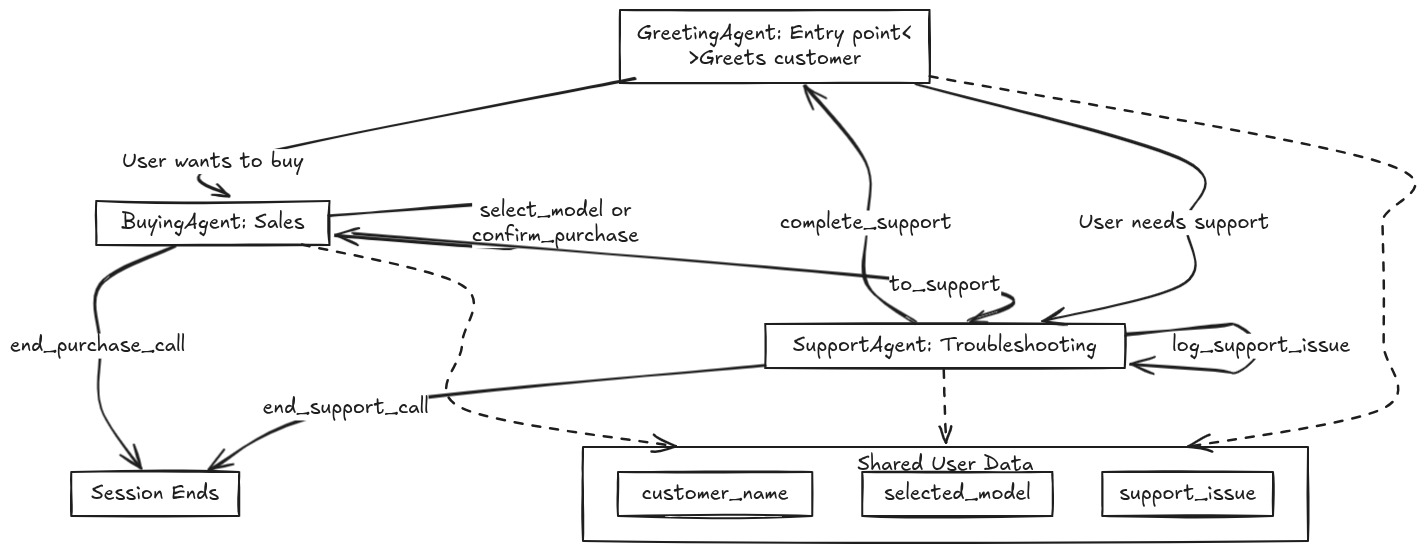 GreetingAgent: Entry point<
>Greets customer
User wants to buy
BuyingAgent: Sales
select_model or
confirm_purchase
complete_support
User needs support
to_support
end_purchase_call
SupportAgent: Troubleshooting
log_support_issue
end_support_call
Shared User Data
Session Ends
customer_name
selected_model
support_issue